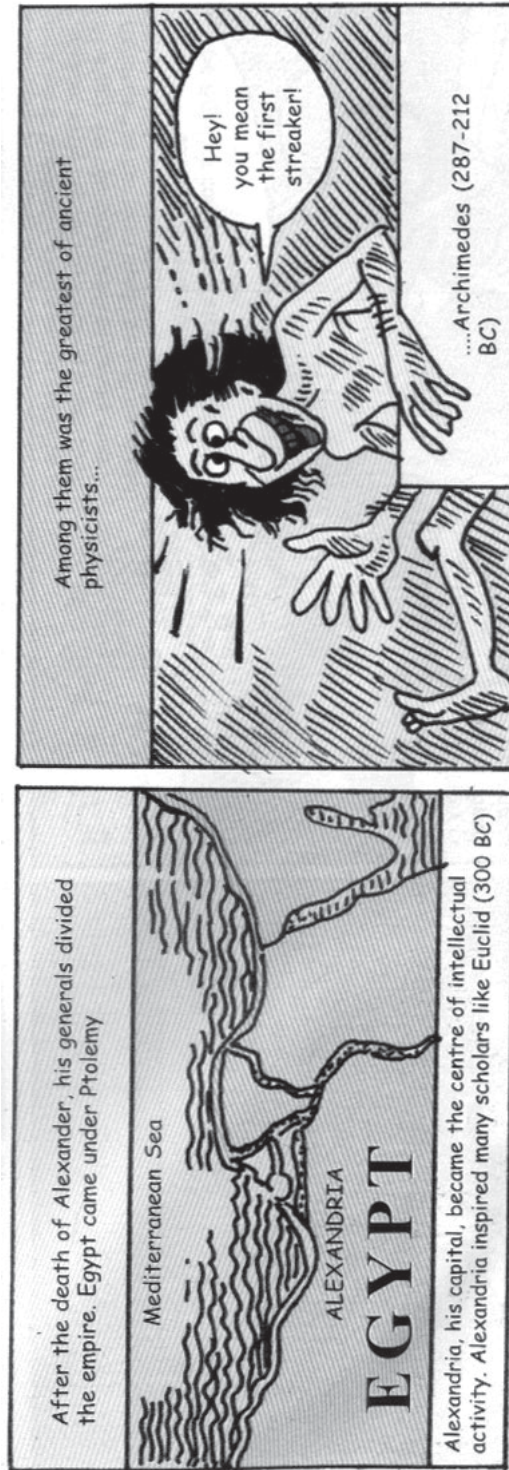 After the death of Alexander, his generals divided
the empire. Egypt came under Ptolemy
Mediterranean Sea
ALEXANDRIA
EGYPT
Alexandria, his capital, became the centre of intellectual
activity. Alexandria inspired many scholars like Euclid (300 BC)
Among them was the greatest of ancient
physicists...
Hey!
you mean
the first
streaker!
....Archimedes (287-212
BC)